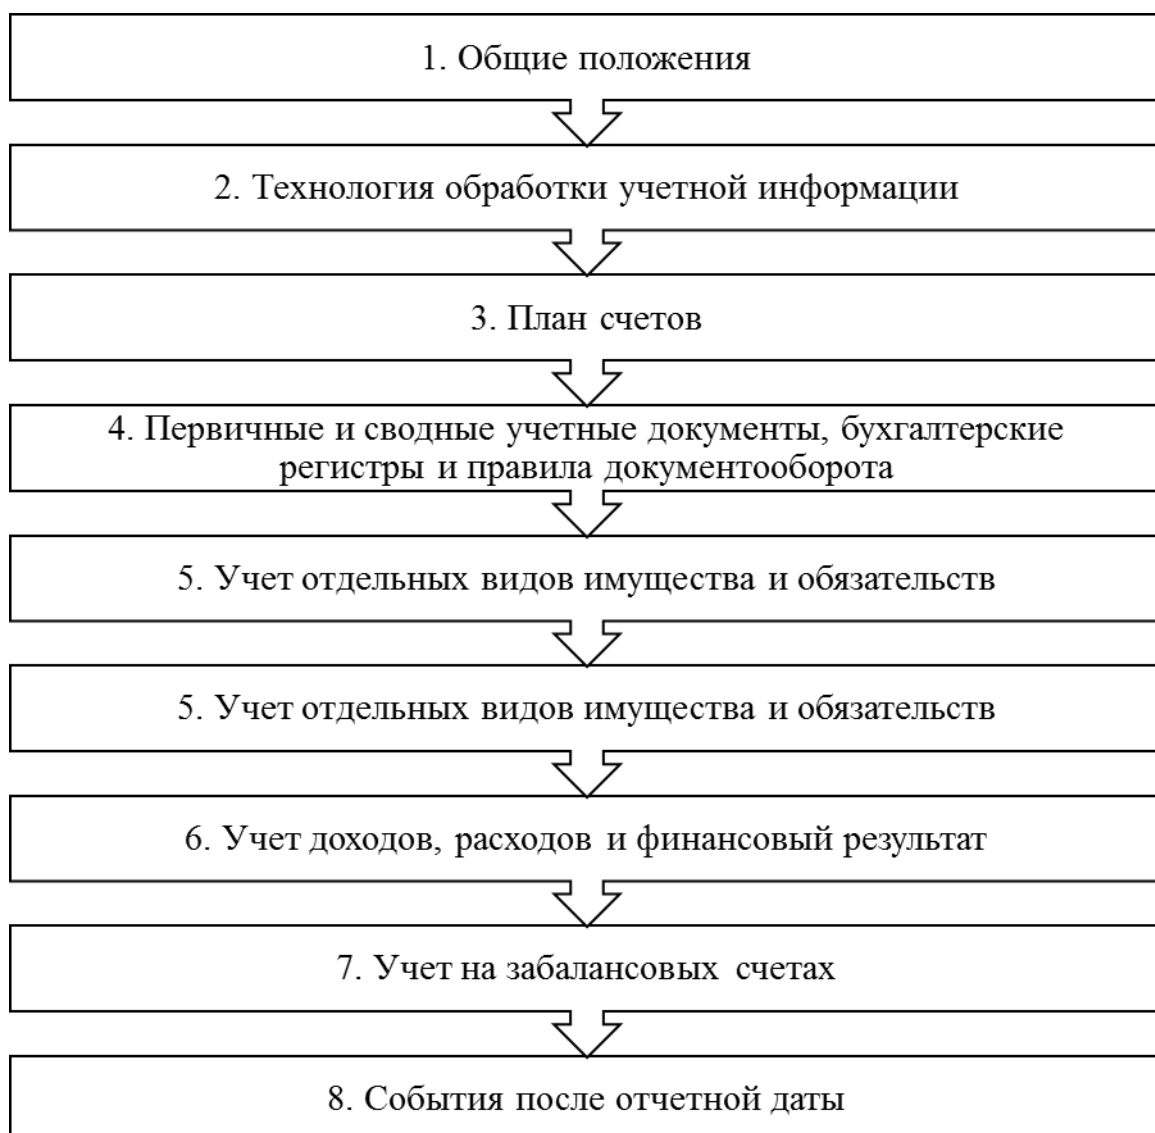 1. Общие положения
2. Технология обработки учетной информации
3. План счетов
4. Первичные и сводные учетные документы, бухгалтерские
регистры и правила документооборота
5. Учет отдельных видов имущества и обязательств
5. Учет отдельных видов имущества и обязательств
6. Учет доходов, расходов и финансовый результат
7. Учет на забалансовых счетах
8. События после отчетной даты